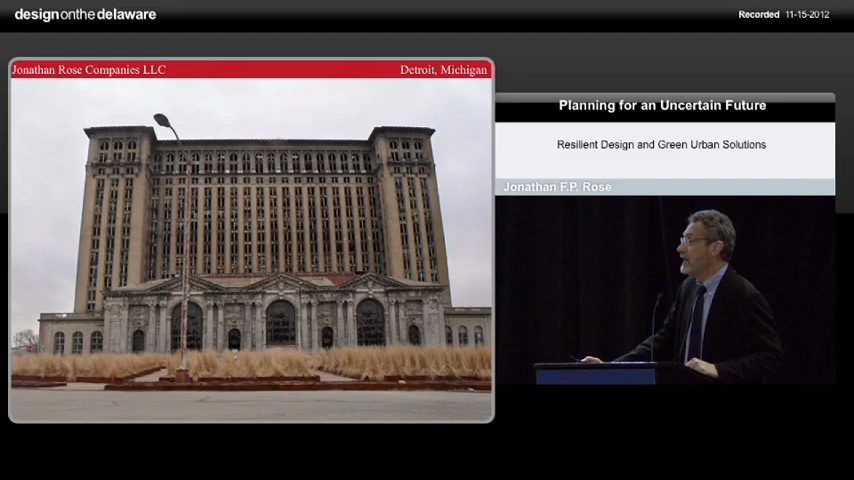 designonthedelaware
Recorded 11-15-2012
Jonathan Rose Companies LLC
Detroit, Michigan
Planning for an Uncertain Future
Resilient Design and Green Urban Solutions
Jonathan F.P. Rose